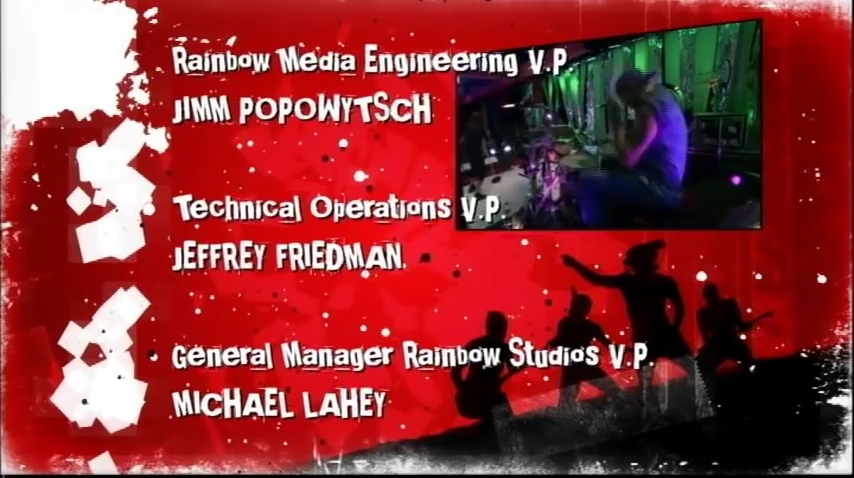 Rainbow Media Engineering V.P.
JIMM POPOWYTSCH
Technical Operations V.P.
JEFFREY FRIEDMAN
General Manager Rainbow Studios V.P.
MICHAEL LAHEY